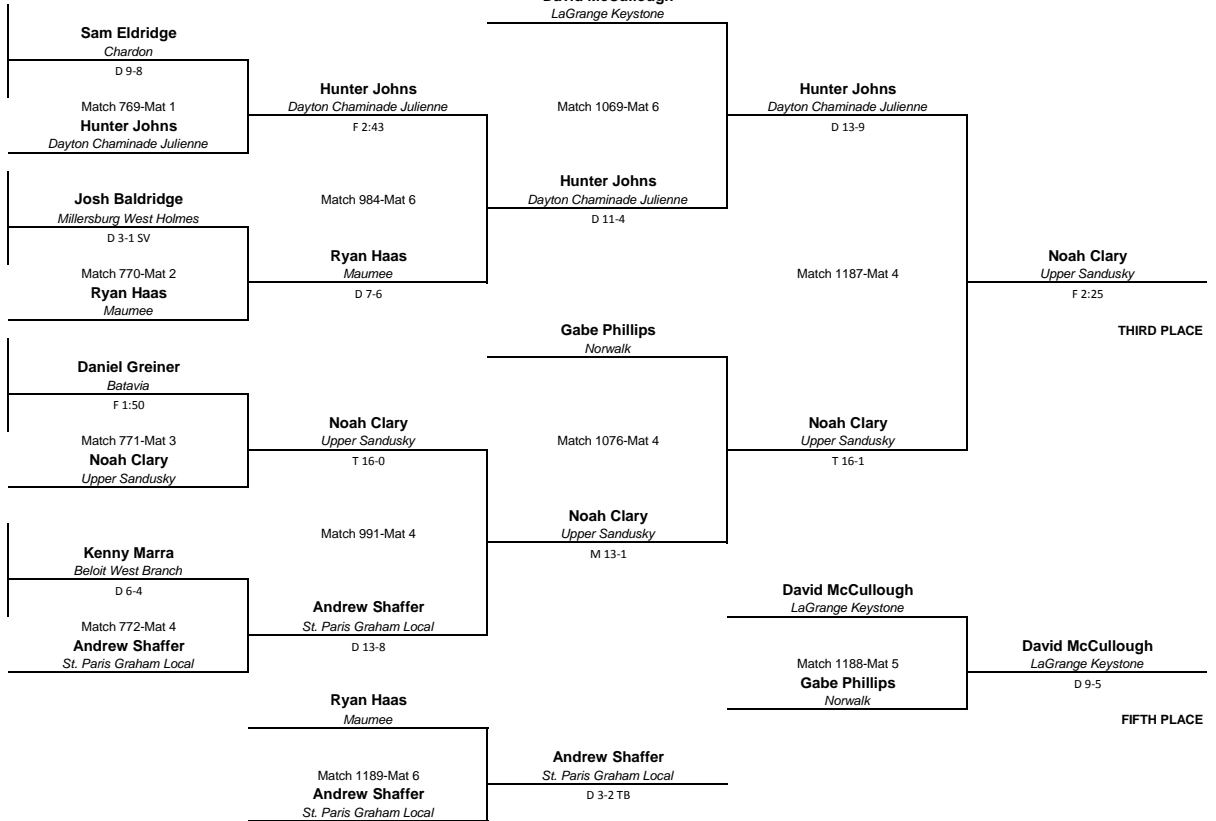 David McCullough
LaGrange Keystone
Sam Eldridge
Chardon
D 9-8
Match 769-Mat 1
Hunter Johns
Dayton Chaminade Julienne
Hunter Johns
Dayton Chaminade Julienne
F 2:43
Match 1069-Mat 6
Hunter Johns
Dayton Chaminade Julienne
D 13-9
Josh Baldridge
Millersburg West Holmes
D 3-1 SV
Match 984-Mat 6
Hunter Johns
Dayton Chaminade Julienne
D 11-4
Match 770-Mat 2
Ryan Haas
Maumee
Ryan Haas
Maumee
D 7-6
Match 1187-Mat 4
Noah Clary
Upper Sandusky
F 2:25
THIRD PLACE
Gabe Phillips
Norwalk
Daniel Greiner
Batavia
F 1:50
Match 771-Mat 3
Noah Clary
Upper Sandusky
Noah Clary
Upper Sandusky
T 16-0
Match 1076-Mat 4
Noah Clary
Upper Sandusky
T 16-1
Match 991-Mat 4
Noah Clary
Upper Sandusky
M 13-1
Kenny Marra
Beloit West Branch
D 6-4
Match 772-Mat 4
Andrew Shaffer
St. Paris Graham Local
Andrew Shaffer
St. Paris Graham Local
D 13-8
David McCullough
LaGrange Keystone
Match 1188-Mat 5
Gabe Phillips
Norwalk
David McCullough
LaGrange Keystone
D 9-5
FIFTH PLACE
Ryan Haas
Maumee
Match 1189-Mat 6
Andrew Shaffer
St. Paris Graham Local
Andrew Shaffer
St. Paris Graham Local
D 3-2 TB